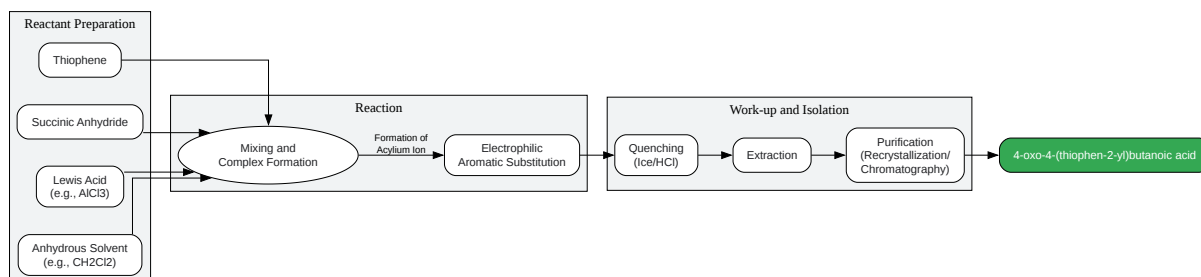 Reactant Preparation
Thiophene
Succinic Anhydride
Lewis Acid
(e.g., AlCl3)
Anhydrous Solvent
(e.g., CH2Cl2)
Reaction
Mixing and
Complex Formation
Formation of
Acylium Ion
Electrophilic
Aromatic Substitution
Work-up and Isolation
Quenching
(Ice/HCl)
Extraction
Purification
(Recrystallization/
Chromatography)
4-oxo-4-(thiophen-2-yl)butanoic acid